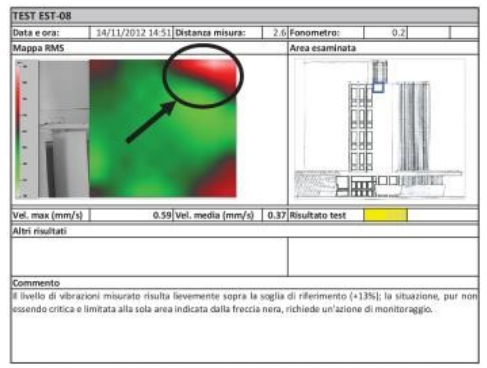 TEST EST-08
Data e ora: 14/11/2012 14:51 Distanza misura: 2.6 Fonometro: 0.2
Mappa RMS Area esaminata
Vel. max (mm/s) 0.59 Vel. media (mm/s) 0.37 Risultato test
Altri risultati
Commento
Il livello di vibrazioni misurato risulta lievemente sopra la soglia di riferimento (+13%); la situazione, pur non
essendo critica e limitata alla sola area indicata dalla freccia nera, richiede un'azione di monitoraggio.